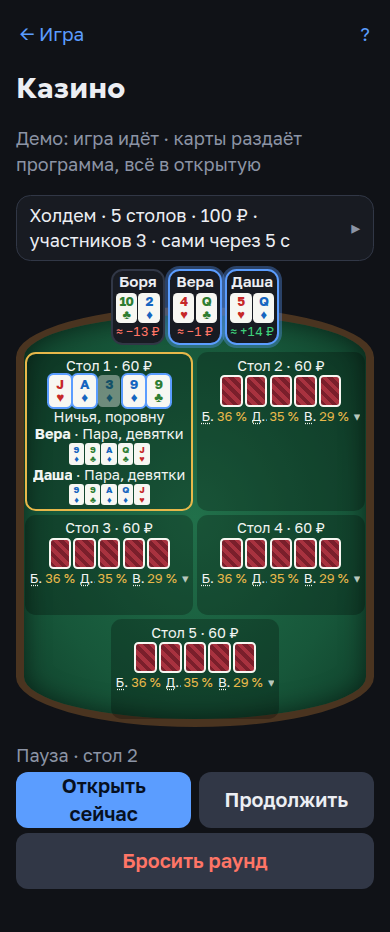 ← Игра
?
Казино
Демо: игра идёт · карты раздаёт
программа, всё в открытую
Холдем · 5 столов · 100 ₽ ·
участников 3 · сами через 5 с
Боря Вера Даша
10 2 4 Q 5 Q
≈ −13 ₽ ≈ −1 ₽ ≈ +14 ₽
Стол 1 · 60 ₽
J A 3 9 9
Ничья, поровну
Вера · Пара, девятки
9 9 A Q J
Даша · Пара, девятки
9 9 A Q J
Стол 2 · 60 ₽
Б. 36 % Д. 35 % В. 29 %
Стол 3 · 60 ₽
Б. 36 % Д. 35 % В. 29 %
Стол 4 · 60 ₽
Б. 36 % Д. 35 % В. 29 %
Стол 5 · 60 ₽
Б. 36 % Д. 35 % В. 29 %
Пауза · стол 2
Открыть
сейчас
Продолжить
Бросить раунд